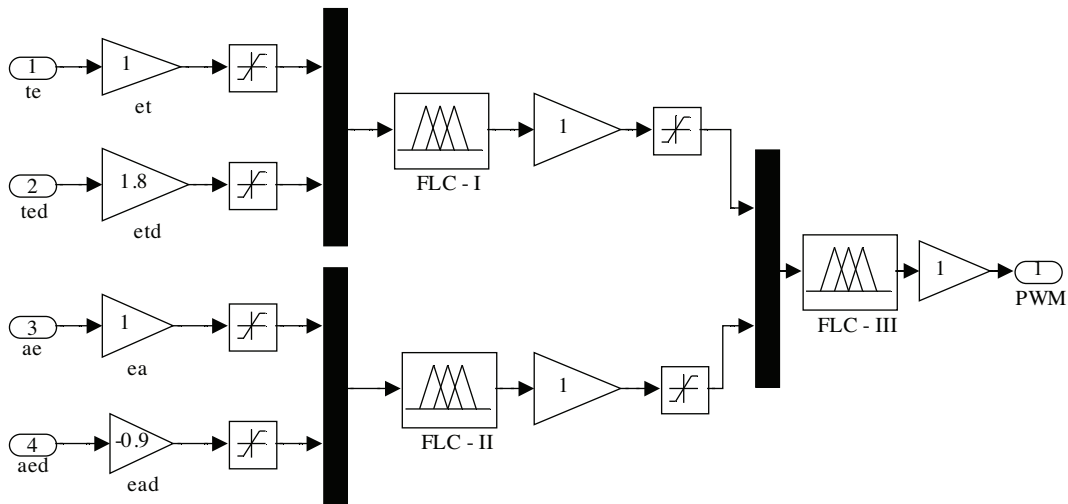 1
te
1
et
2
ted
1.8
etd
FLC - I
1
3
ae
1
ea
4
aed
-0.9
ead
FLC - II
1
FLC - III
1
1
PWM